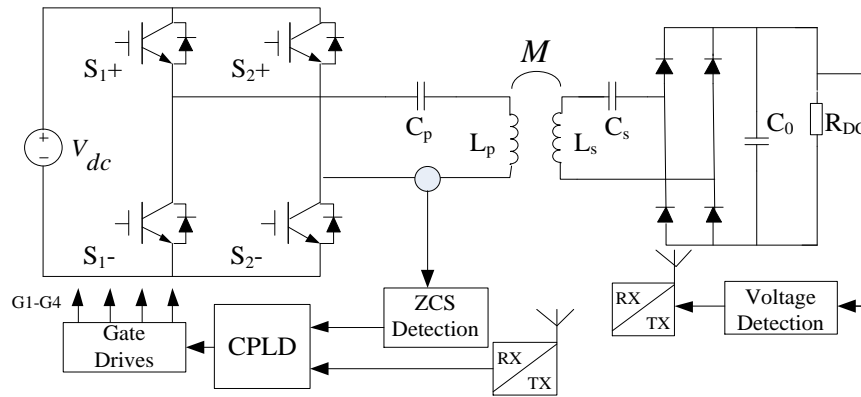 M
S1+
S2+
Cp
Cs
C0
RDC
Vdc
+
−
Lp
Ls
S1-
S2-
G1-G4
Gate
Drives
CPLD
ZCS
Detection
RX
TX
RX
TX
Voltage
Detection